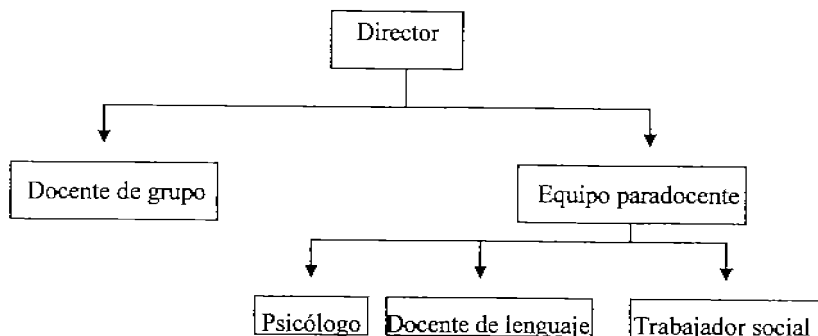 Director
Docente de grupo
Equipo paradocente
Psicólogo
Docente de lenguaje
Trabajador social